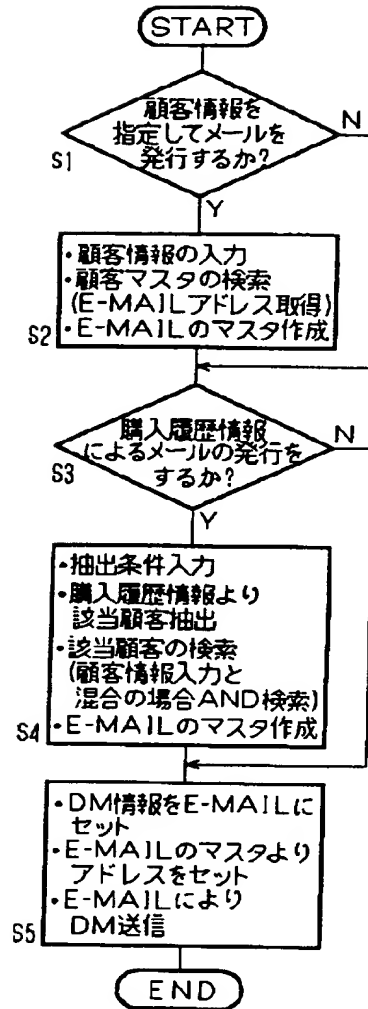 START
顧客情報を
指定してメールを
発行するか?
N
S1
Y
・顧客情報の入力
・顧客マスタの検索
(E-MAILアドレス取得)
・E-MAILのマスタ作成
S2
購入履歴情報
によるメールの発行を
するか?
N
S3
Y
・抽出条件入力
・購入履歴情報より
該当顧客抽出
・該当顧客の検索
(顧客情報入力と
混合の場合AND検索)
・E-MAILのマスタ作成
S4
・DM情報をE-MAILに
セット
・E-MAILのマスタより
アドレスをセット
・E-MAILにより
DM送信
S5
END